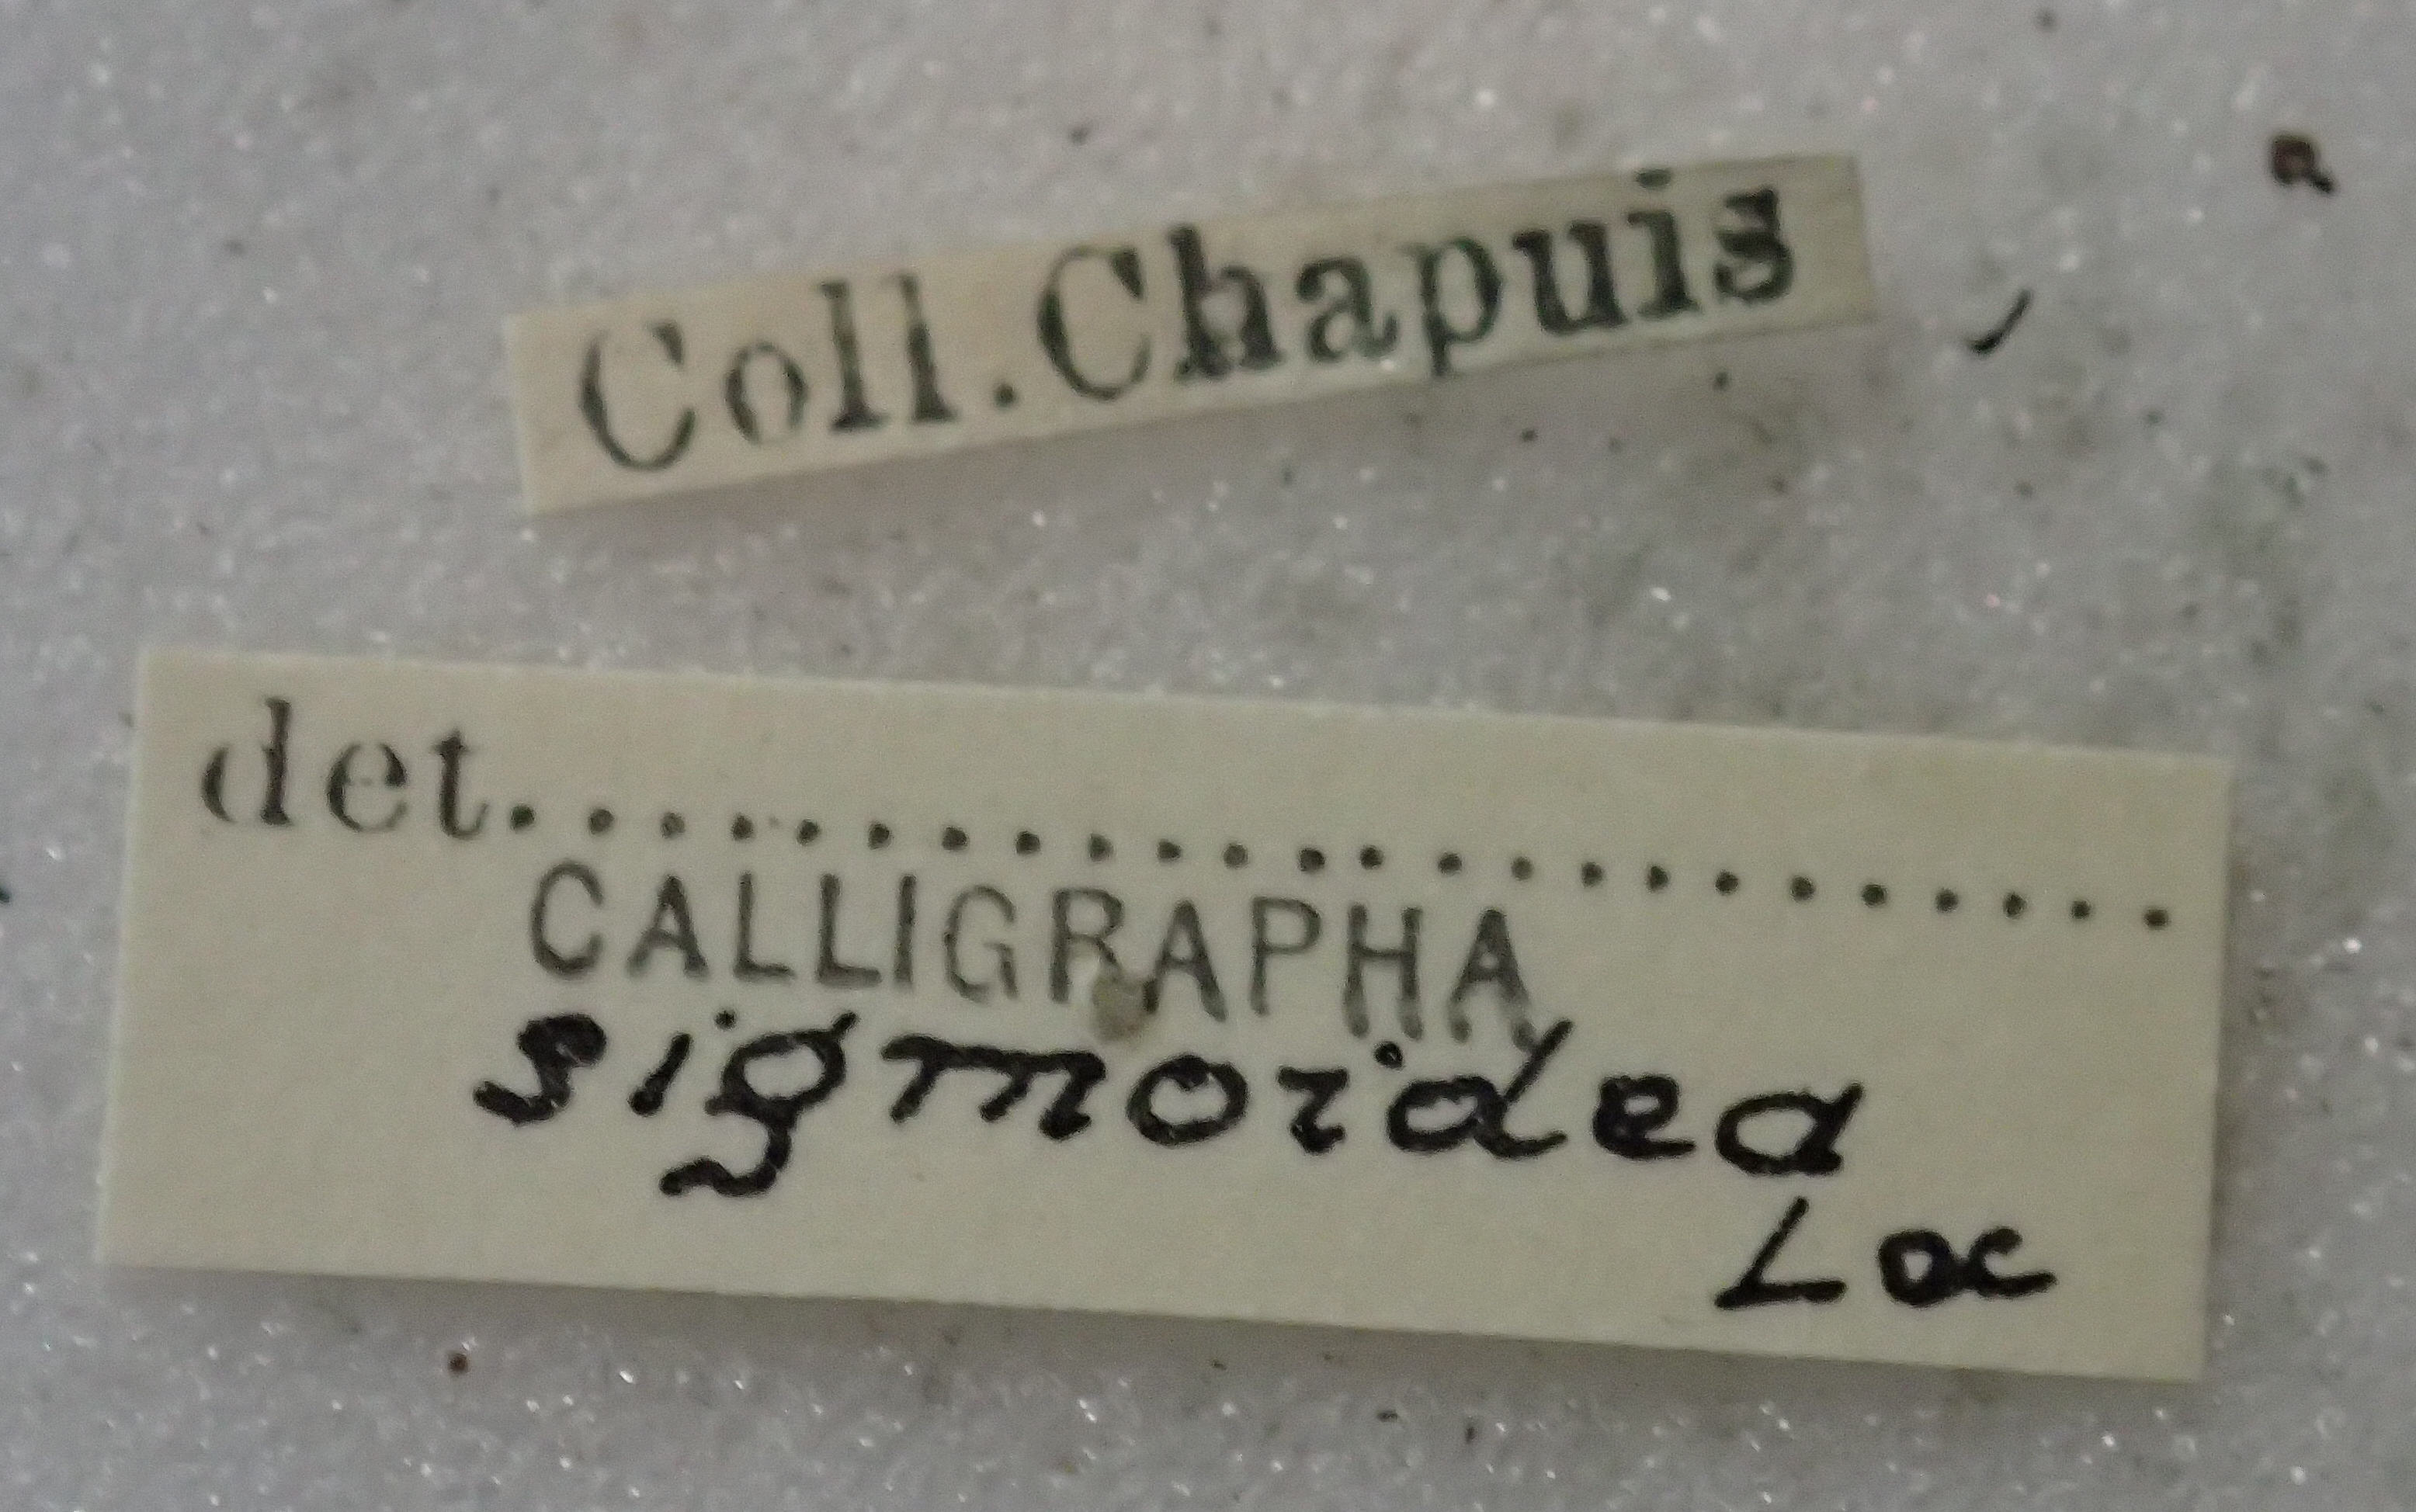 Coll. Chapuis
det........................
CALLIGRAPHA
sigmoidea
Lac